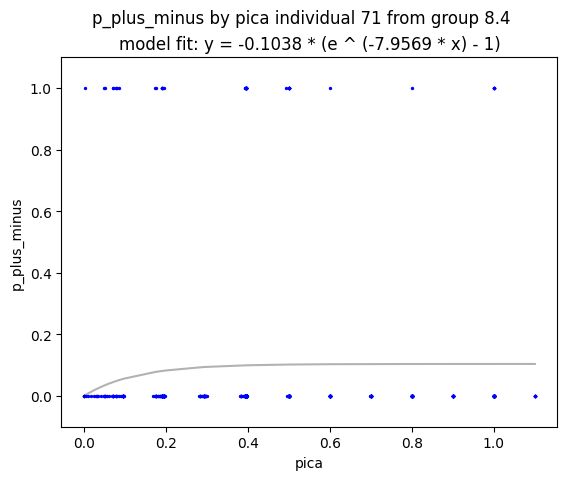 p_plus_minus by pica individual 71 from group 8.4
model fit: y = -0.1038 * (e ^ (-7.9569 * x) - 1)
1.0
0.8
0.6
0.4
0.2
0.0
p_plus_minus
0.0 0.2 0.4 0.6 0.8 1.0
pica